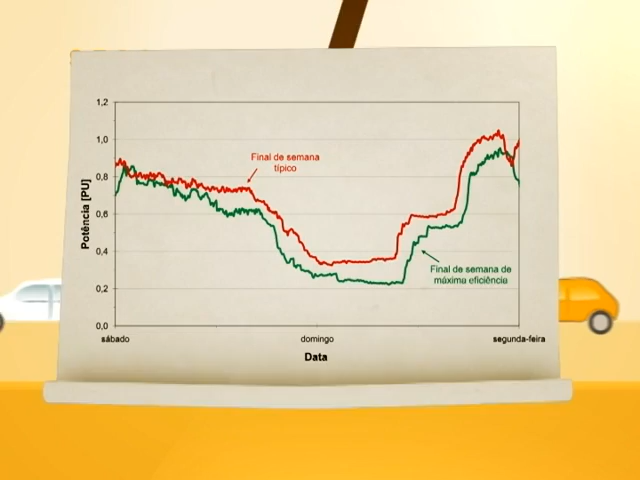 1,2
1,0
0,8
0,6
0,4
0,2
0,0
Potência [PU]
Final de semana
típico
Final de semana de
máxima eficiência
sábado
domingo
segunda-feira
Data